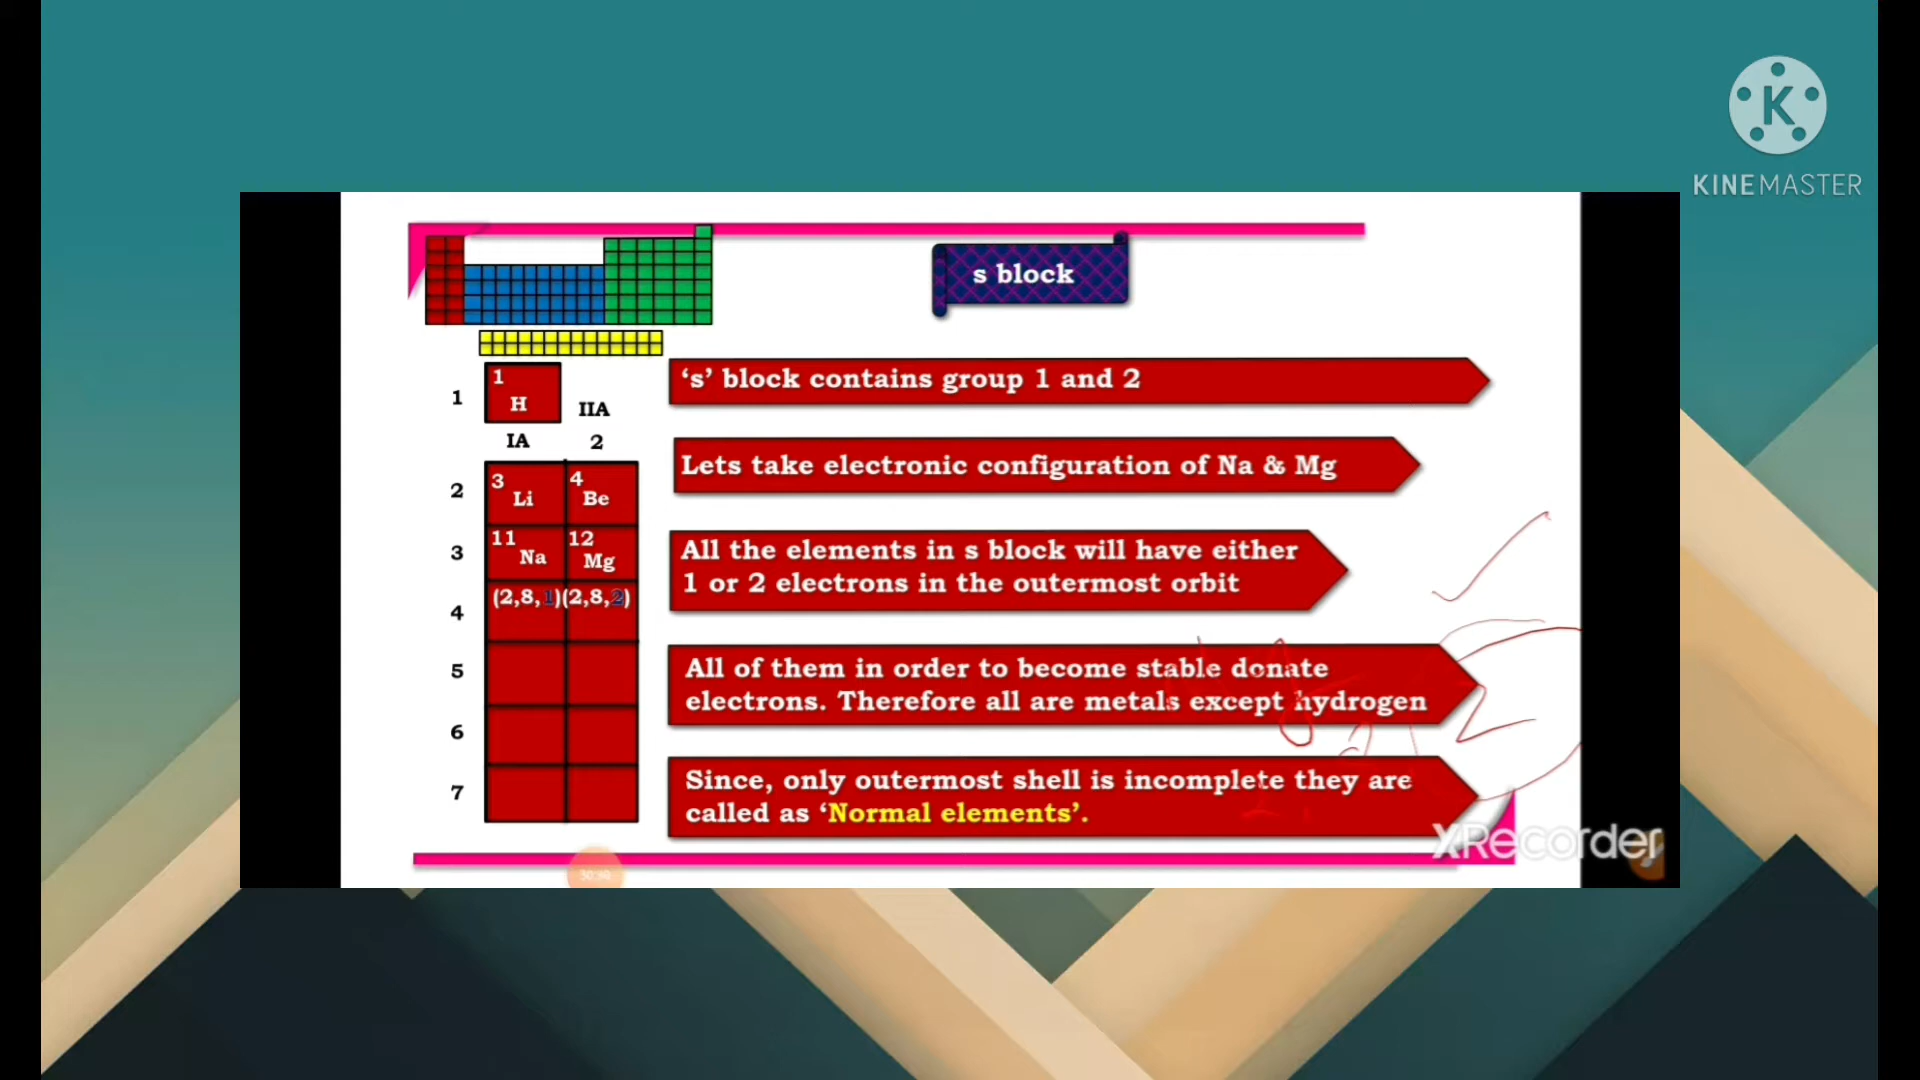 KINEMASTER
s block
's' block contains group 1 and 2
Lets take electronic configuration of Na & Mg
All the elements in s block will have either
1 or 2 electrons in the outermost orbit
All of them in order to become stable donate
electrons. Therefore all are metals except hydrogen
Since, only outermost shell is incomplete they are
called as 'Normal elements'.
1
1
H
IIA
IA
2
2
3
Li
4
Be
3
11
Na
12
Mg
4
(2,8,1)(2,8,2)
5
6
7
XRecorder